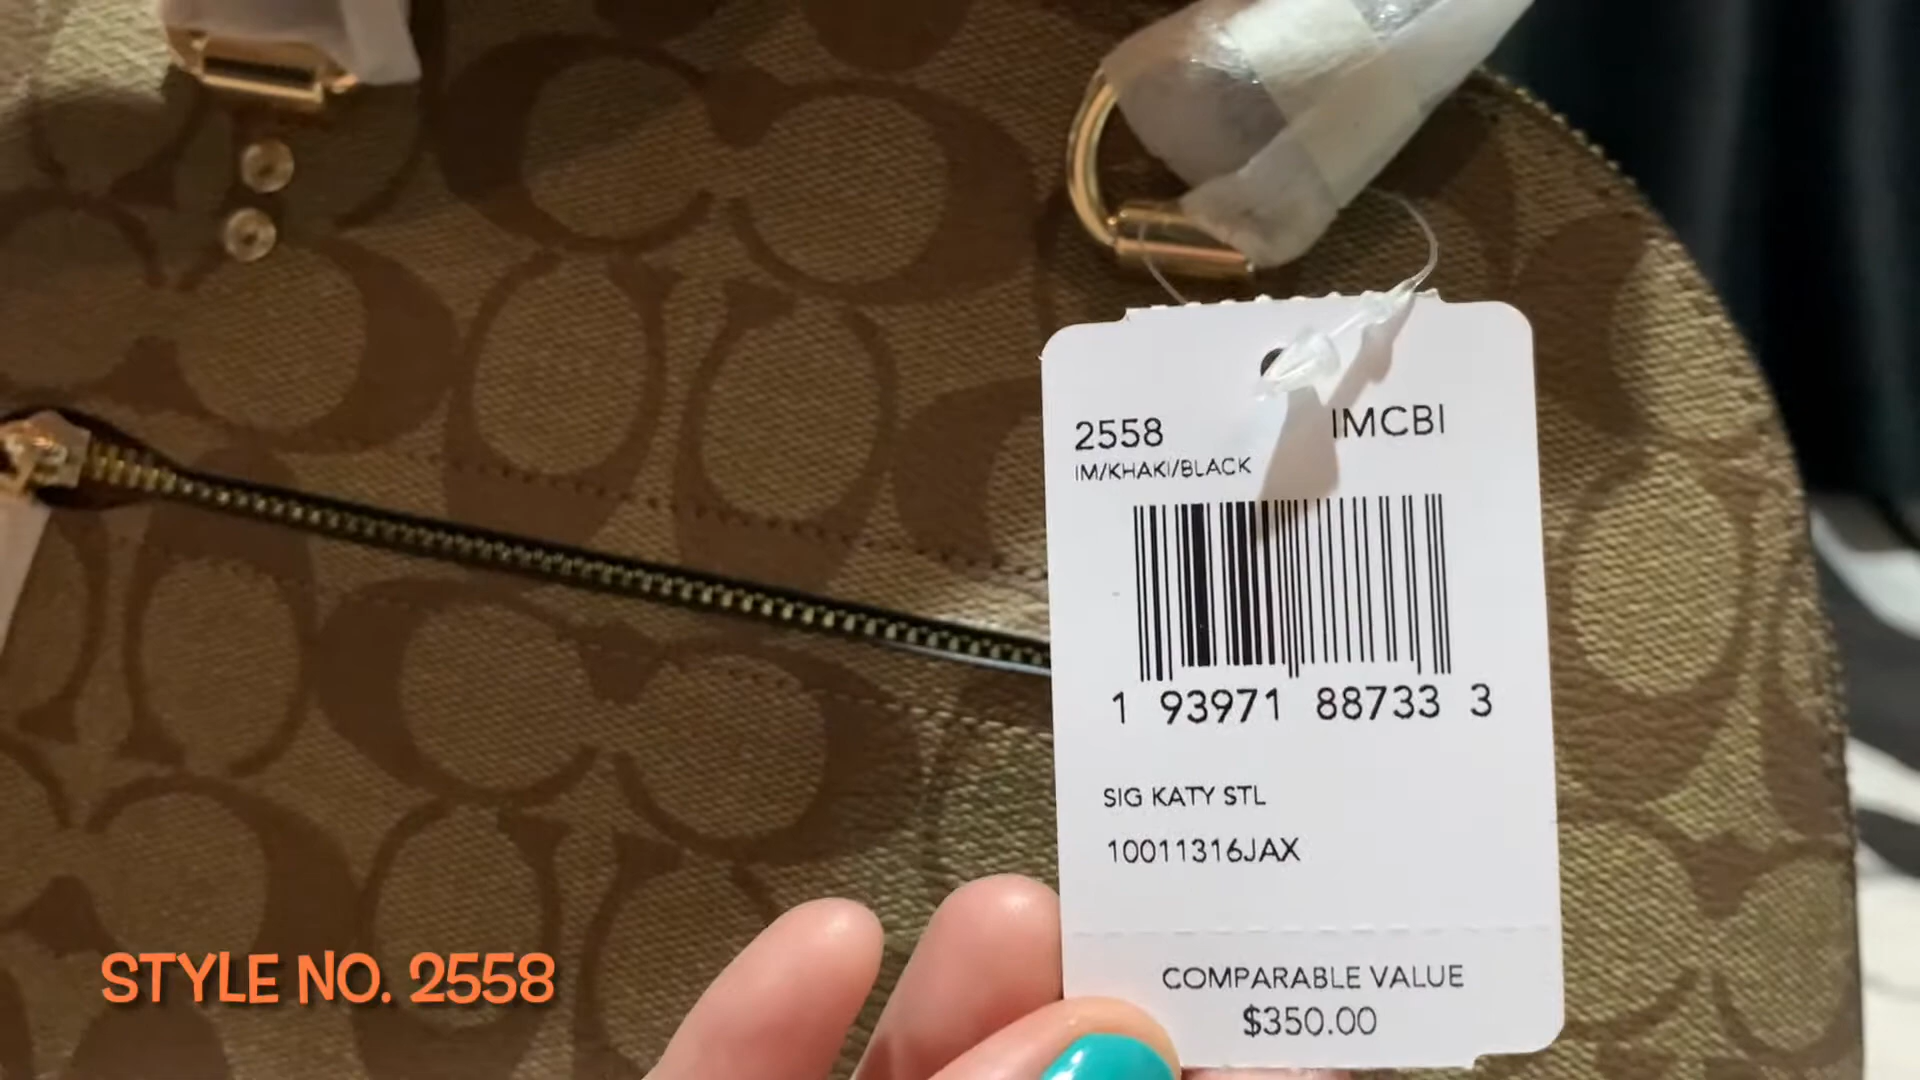 2558 IMCBI
IM/KHAKI/BLACK
1 93971 88733 3
SIG KATY STL
10011316JAX
COMPARABLE VALUE
$350.00
STYLE NO. 2558